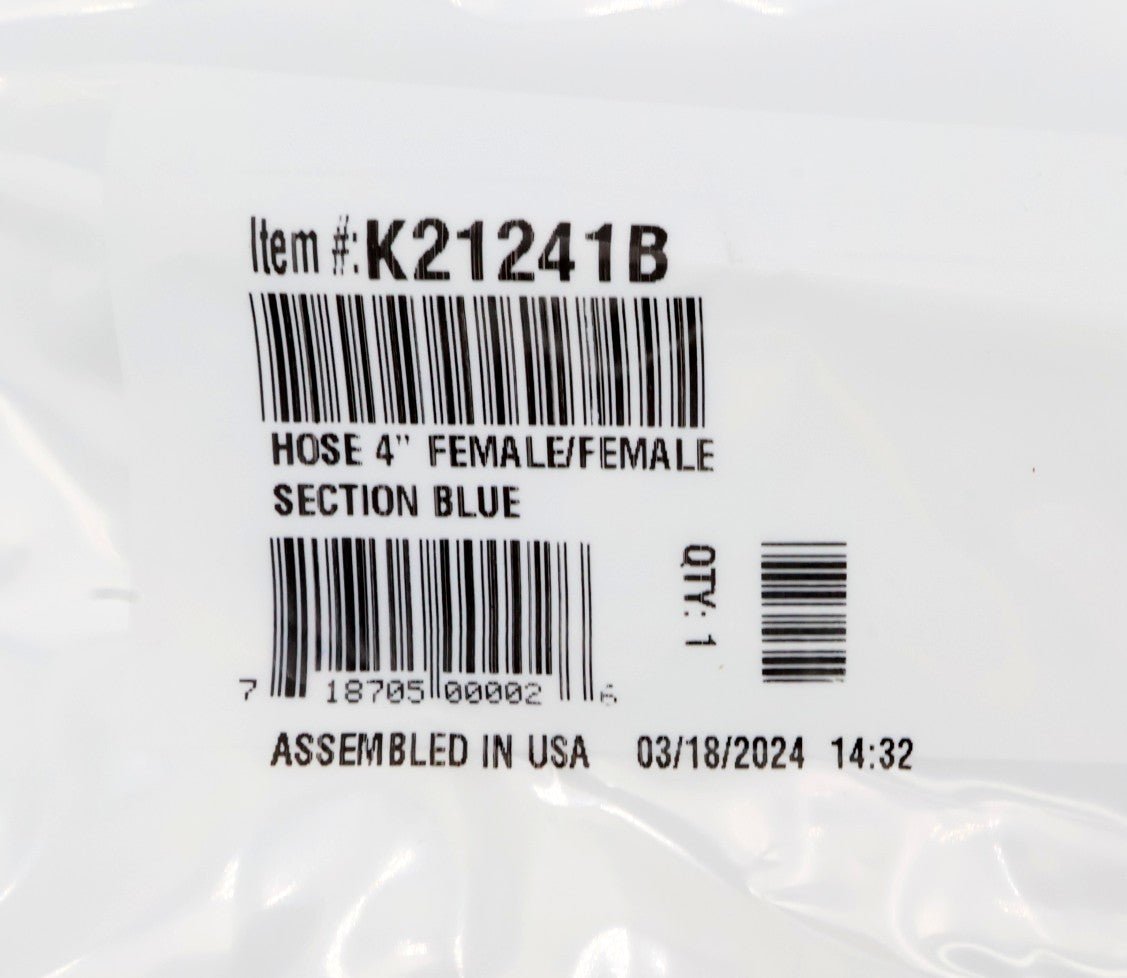 Item #: K21241B
HOSE 4" FEMALE/FEMALE
SECTION BLUE
QTY: 1
7 18705 00002 6
ASSEMBLED IN USA 03/18/2024 14:32